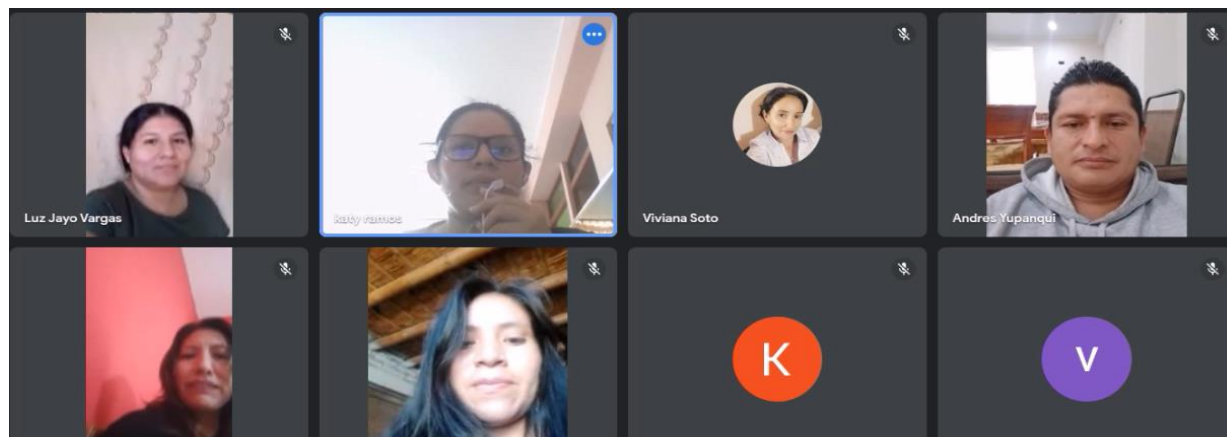 Luz Jayo Vargas
katy ramos
Viviana Soto
Andres Yupanqui
K
V